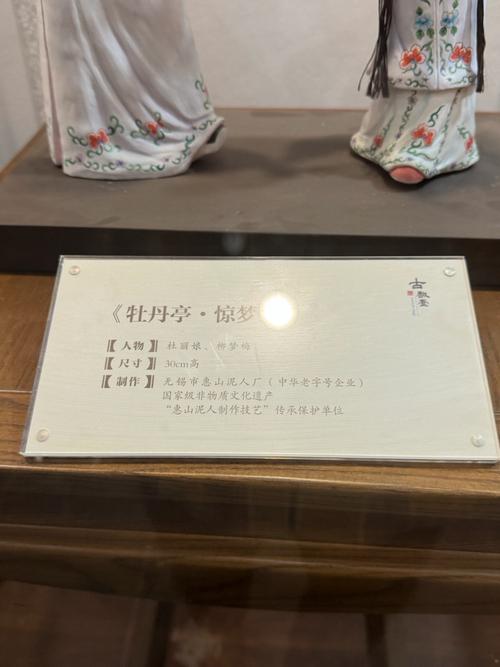 《牡丹亭·惊梦
【人物】 杜丽娘、柳梦梅
【尺寸】 30cm高
【制作】 无锡市惠山泥人厂（中华老字号企业）
国家级非物质文化遗产
“惠山泥人制作技艺”传承保护单位